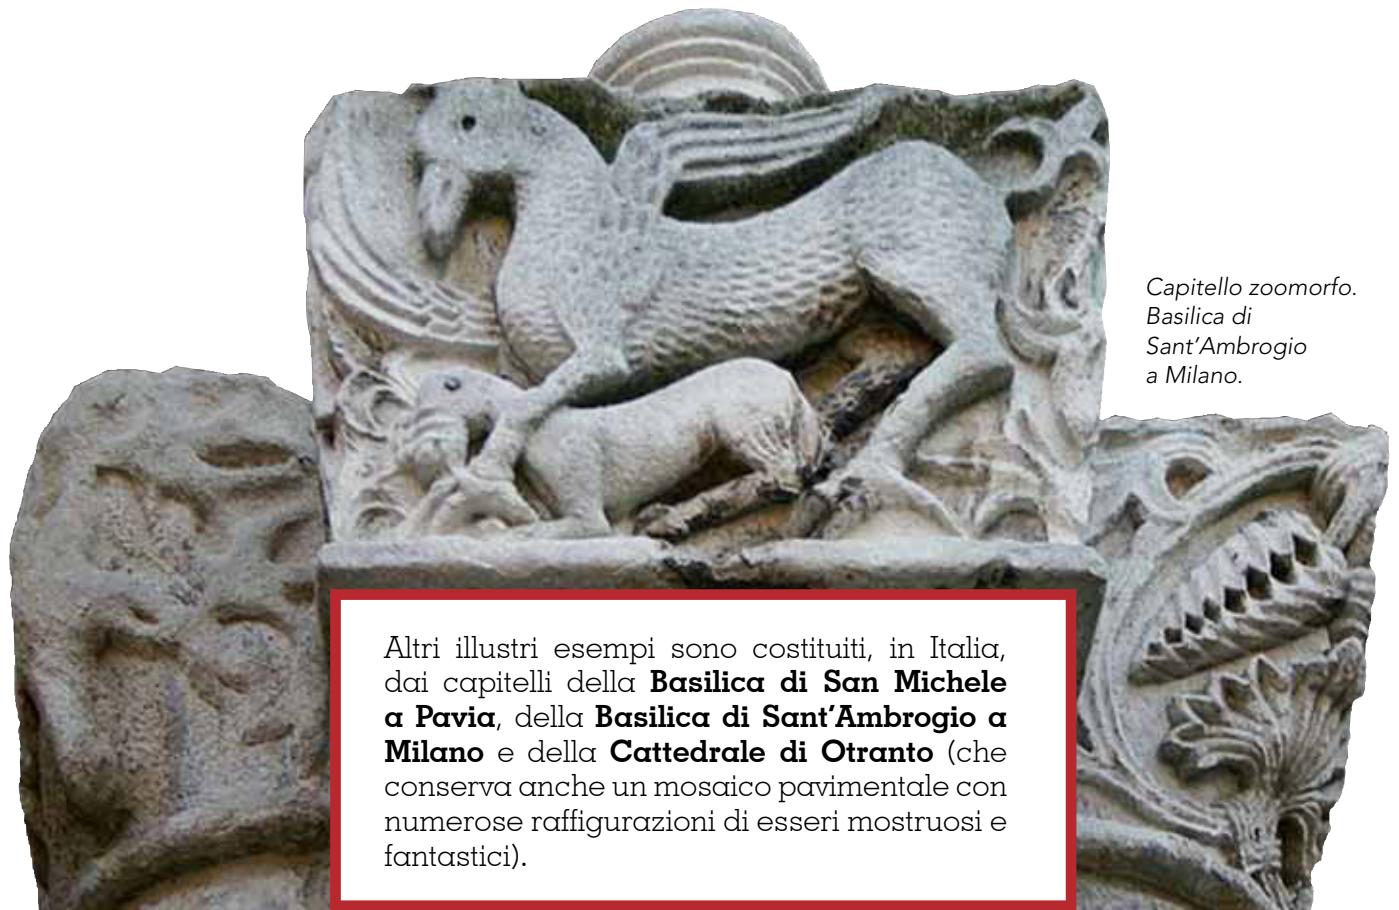 Capitello zoomorfo.
Basilica di
Sant’Ambrogio
a Milano.
Altri illustri esempi sono costituiti, in Italia,
dai capitelli della Basilica di San Michele
a Pavia, della Basilica di Sant’Ambrogio a
Milano e della Cattedrale di Otranto (che
conserva anche un mosaico pavimentale con
numerose raffigurazioni di esseri mostruosi e
fantastici).